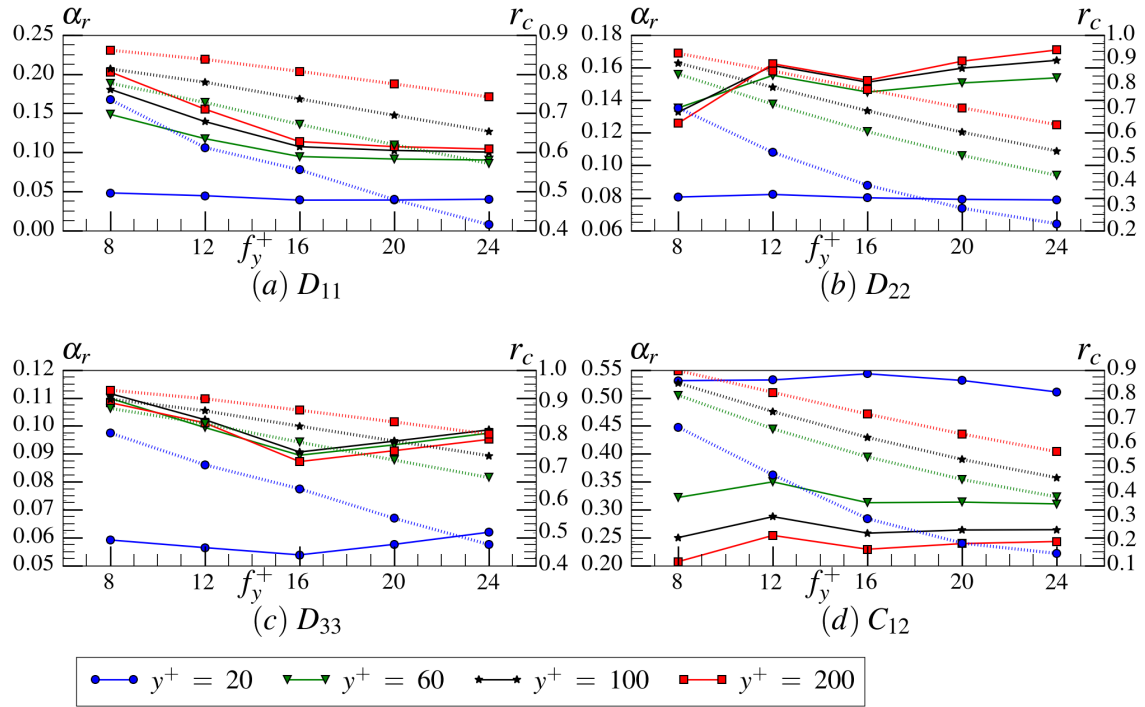 α_r r_c α_r r_c
0.25 0.9 0.18 1.0
0.9
0.20 0.8 0.16 0.8
0.15 0.7 0.14 0.7
0.6
0.10 0.6 0.12 0.5
0.05 0.5 0.10 0.4
0.08 0.3
0.00 0.4 0.06 0.2
8 12 16 20 24 8 12 16 20 24
f_y^+ f_y^+
(a) D_11 (b) D_22
α_r r_c α_r r_c
0.12 1.0 0.55 0.9
0.11 0.9 0.50 0.8
0.10 0.8 0.45 0.7
0.6
0.09 0.40 0.5
0.08 0.7 0.35 0.4
0.07 0.6 0.30 0.3
0.06 0.5 0.25 0.2
0.05 0.4 0.20 0.1
8 12 16 20 24 8 12 16 20 24
f_y^+ f_y^+
(c) D_33 (d) C_12
y^+ = 20 y^+ = 60 y^+ = 100 y^+ = 200